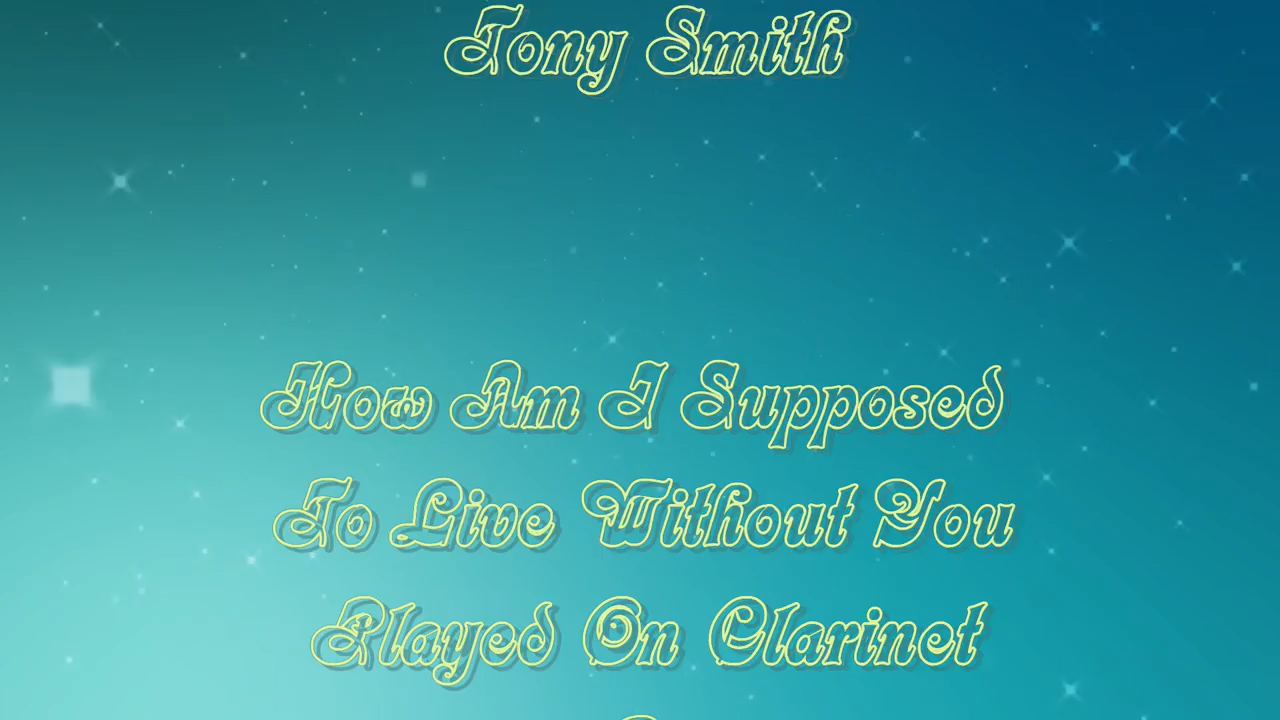 Tony Smith
How Am I Supposed
To Live Without You
Played On Clarinet